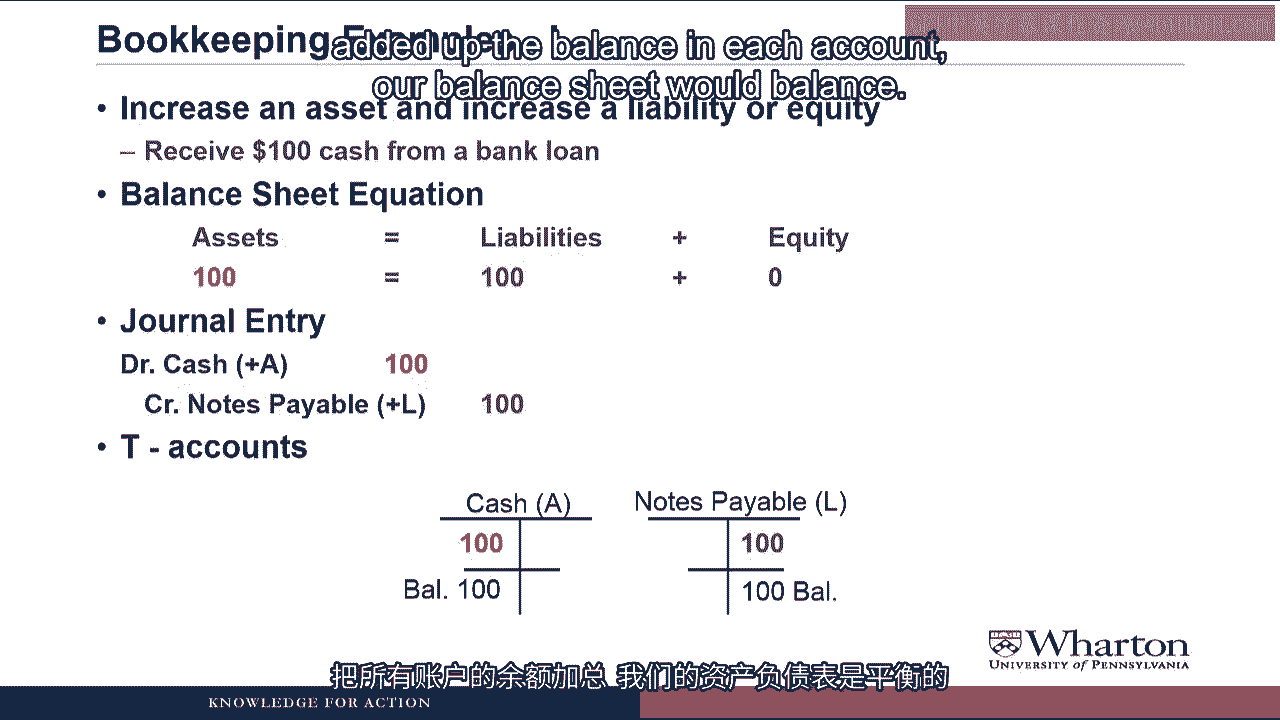 Bookkeeping Example
added up the balance in each account,
our balance sheet would balance.
• Increase an asset and increase a liability or equity
– Receive $100 cash from a bank loan
• Balance Sheet Equation
Assets = Liabilities + Equity
100 = 100 + 0
• Journal Entry
Dr. Cash (+A) 100
Cr. Notes Payable (+L) 100
• T - accounts
Cash (A) Notes Payable (L)
100 100
Bal. 100 100 Bal.
Wharton
UNIVERSITY of PENNSYLVANIA
把所有账户的余额加总 我们的资产负债表是平衡的
KNOWLEDGE FOR ACTION